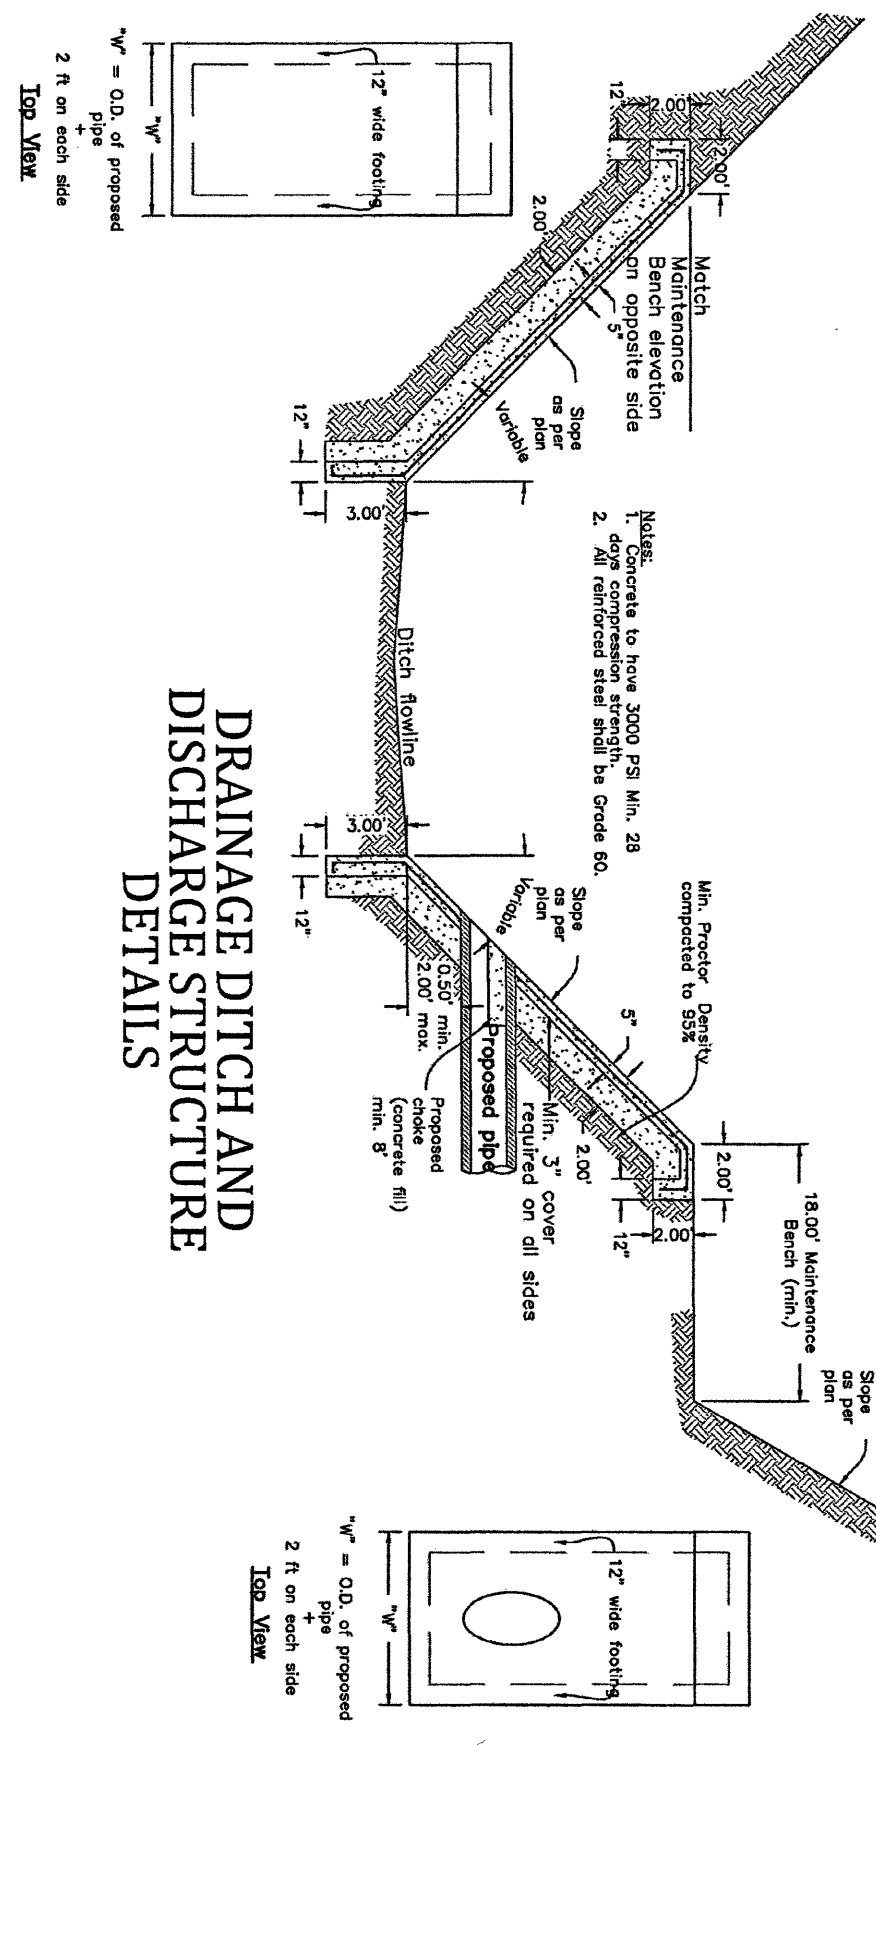 12"
2.00'
2.00'
Match
Maintenance
Bench elevation
on opposite side
2.00'
5"
Slope
as per
plan
Variable
12"
3.00'
Notes:
1. Concrete to have 3000 PSI Min. 28
days compression strength.
2. All reinforced steel shall be Grade 60.
Ditch flowline
3.00'
12"
Slope
as per
plan
Variable
0.50' min.
2.00' max.
Proposed
choke
(concrete fill)
min. 8'
Proposed pipe
Min. 3" cover
required on all sides
Min. Proctor Density
compacted to 95%
5"
2.00'
2.00'
2.00'
12"
18.00' Maintenance
Bench (min.)
Slope
as per
plan
12" wide footing
"W"
"W" = O.D. of proposed
pipe
+
2 ft on each side
Top View
12" wide footing
"W"
"W" = O.D. of proposed
pipe
+
2 ft on each side
Top View
DRAINAGE DITCH AND
DISCHARGE STRUCTURE
DETAILS